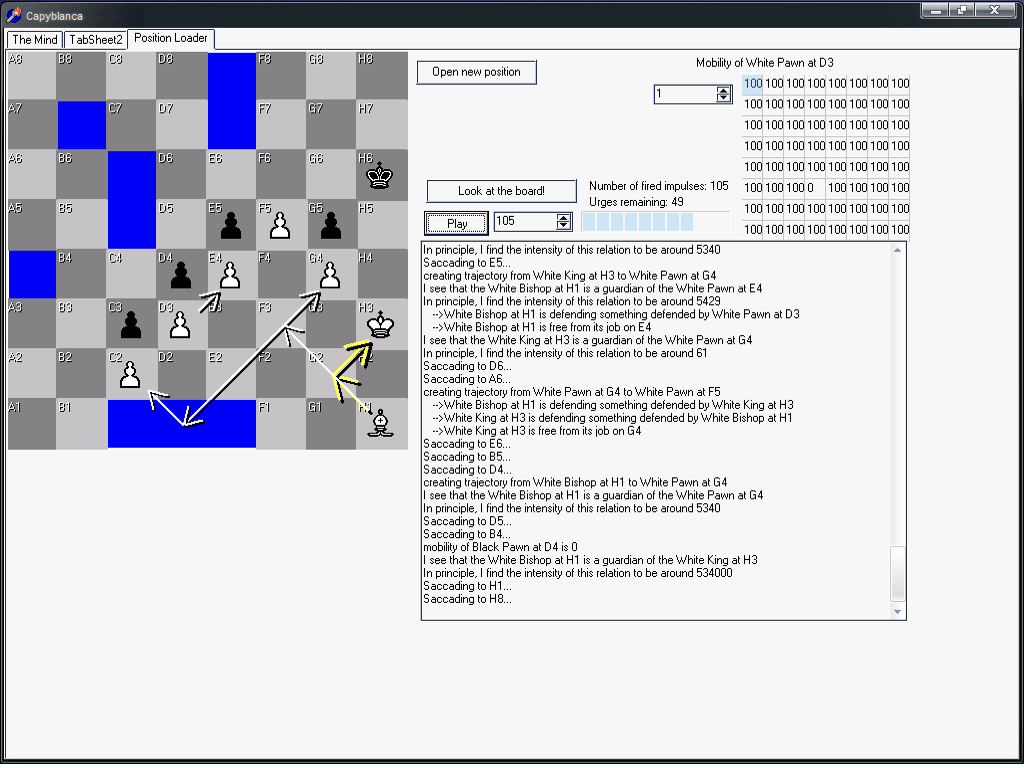 Capyblanca
The Mind TabSheet2 Position Loader
A8 B8 C8 D8 F8 G8 H8
A7 C7 D7 F7 G7 H7
A6 B6 D6 E6 F6 G6 H6
A5 B5 D5 E5 F5 G5 H5
B4 C4 D4 E4 G4 H4
A3 B3 C3 D3 F3 H3
A2 B2 C2 D2 E2 F2 G2
A1 B1 F1 G1 H1
Open new position
Mobility of White Pawn at D3
1
100 100 100 100 100 100 100 100
100 100 100 100 100 100 100 100
100 100 100 100 100 100 100 100
100 100 100 100 100 100 100 100
100 100 100 100 100 100 100 100
100 100 100 0 100 100 100 100
100 100 100 100 100 100 100 100
100 100 100 100 100 100 100 100
Look at the board!
Number of fired impulses: 105
Urges remaining: 49
Play
105
In principle, I find the intensity of this relation to be around 5340
Saccading to E5...
creating trajectory from White King at H3 to White Pawn at G4
I see that the White Bishop at H1 is a guardian of the White Pawn at E4
In principle, I find the intensity of this relation to be around 5429
-->White Bishop at H1 is defending something defended by White Pawn at D3
-->White Bishop at H1 is free from its job on E4
I see that the White King at H3 is a guardian of the White Pawn at G4
In principle, I find the intensity of this relation to be around 61
Saccading to D6...
Saccading to A6...
creating trajectory from White Pawn at G4 to White Pawn at F5
-->White Bishop at H1 is defending something defended by White King at H3
-->White King at H3 is defending something defended by White Bishop at H1
-->White King at H3 is free from its job on G4
Saccading to E6...
Saccading to B5...
Saccading to D4...
creating trajectory from White Bishop at H1 to White Pawn at G4
I see that the White Bishop at H1 is a guardian of the White Pawn at G4
In principle, I find the intensity of this relation to be around 5340
Saccading to D5...
Saccading to B4...
mobility of Black Pawn at D4 is 0
I see that the White Bishop at H1 is a guardian of the White King at H3
In principle, I find the intensity of this relation to be around 534000
Saccading to H1...
Saccading to H8...